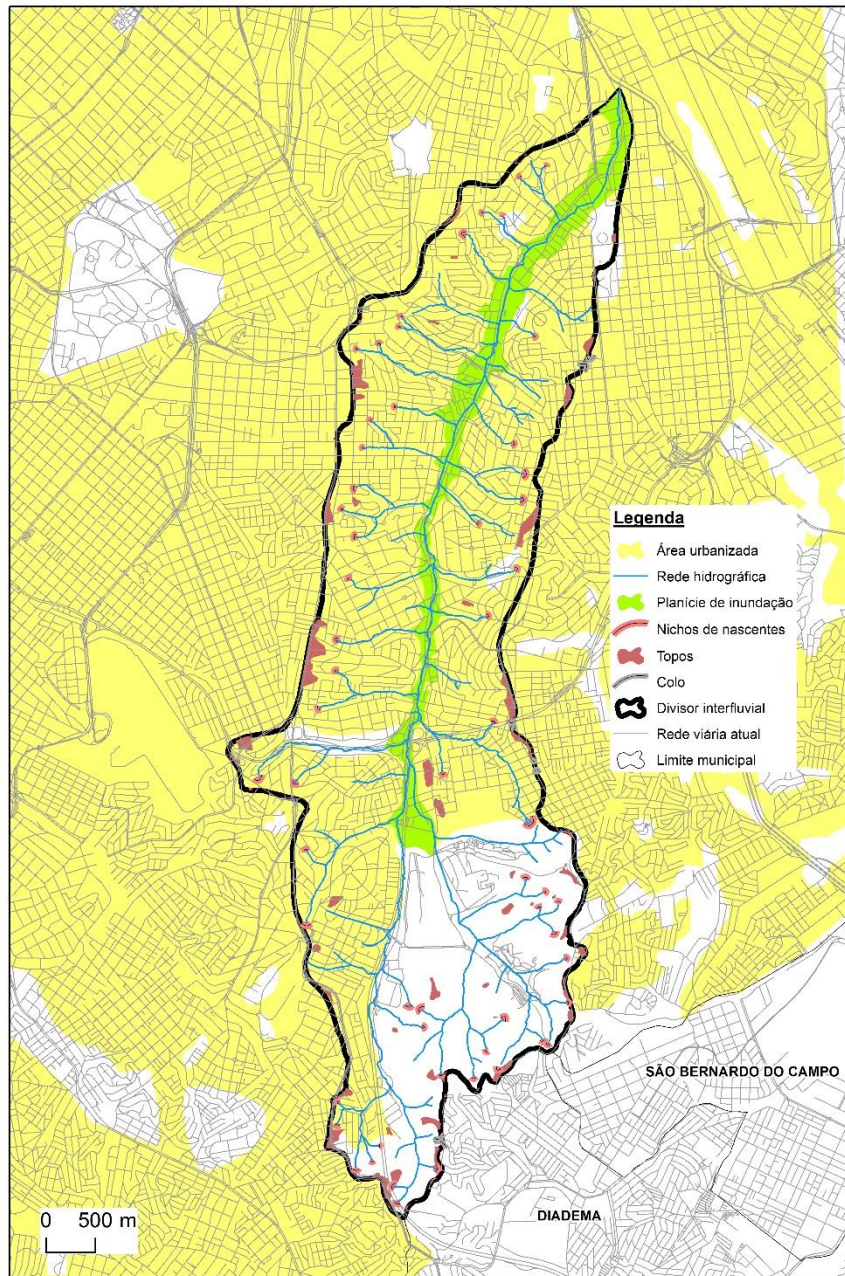 Legenda
Área urbanizada
Rede hidrográfica
Planície de inundação
Nichos de nascentes
Topos
Colo
Divisor interfluvial
Rede viária atual
Limite municipal
SÃO BERNARDO DO CAMPO
DIADEMA
0 500 m